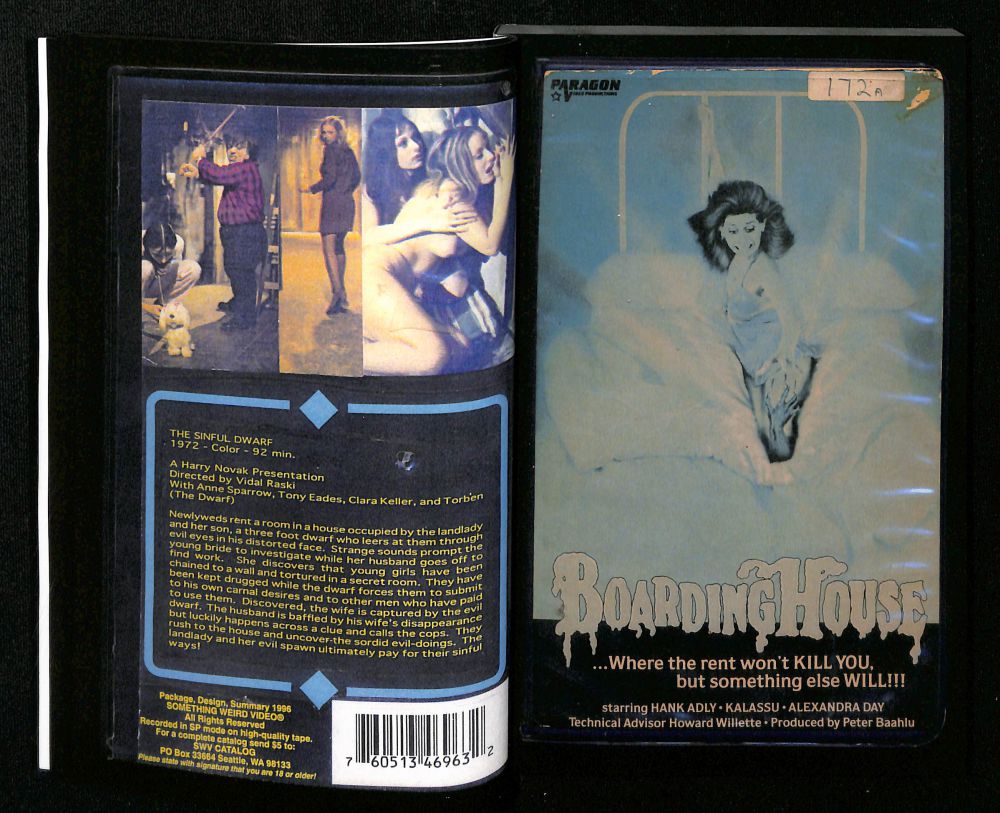 THE SINFUL DWARF
1972 - Color - 92 min.
A Harry Novak Presentation
Directed by Vidal Raski
With Anne Sparrow, Tony Eades, Clara Keller, and Torben
(The Dwarf)
Newlyweds rent a room in a house occupied by the landlady
and her son, a three foot dwarf who leers at them through
evil eyes in his distorted face. Strange sounds prompt the
young bride to investigate while her husband goes off to
find work. She discovers that young girls have been
chained to a wall and tortured in a secret room. They have
been kept drugged while the dwarf forces them to submit
to his own carnal desires and to other men who have paid
to use them. Discovered, the wife is captured by the evil
dwarf. The husband is baffled by his wife's disappearance
but luckily happens across a clue and calls the cops. They
rush to the house and uncover the sordid evil-doings. The
landlady and her evil spawn ultimately pay for their sinful
ways!
Package, Design, Summary 1996
SOMETHING WEIRD VIDEO®
All Rights Reserved
Recorded in SP mode on high-quality tape.
For a complete catalog send $5 to:
SWV CATALOG
PO Box 33664 Seattle, WA 98133
Please state with signature that you are 18 or older!
7 60513 46963 2
PARAGON
VIDEO PRODUCTIONS
172A
BOARDINGHOUSE
...Where the rent won't KILL YOU,
but something else WILL!!!
starring HANK ADLY • KALASSU • ALEXANDRA DAY
Technical Advisor Howard Willette • Produced by Peter Baahlu